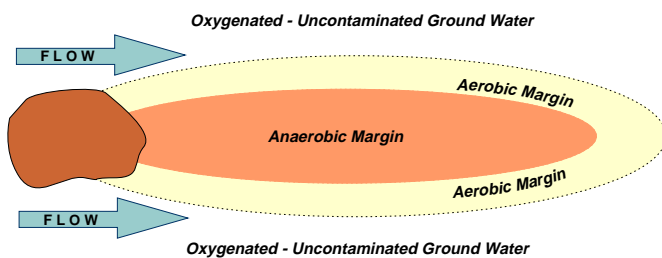 Oxygenated - Uncontaminated Ground Water
FLOW
Aerobic Margin
Anaerobic Margin
Aerobic Margin
FLOW
Oxygenated - Uncontaminated Ground Water